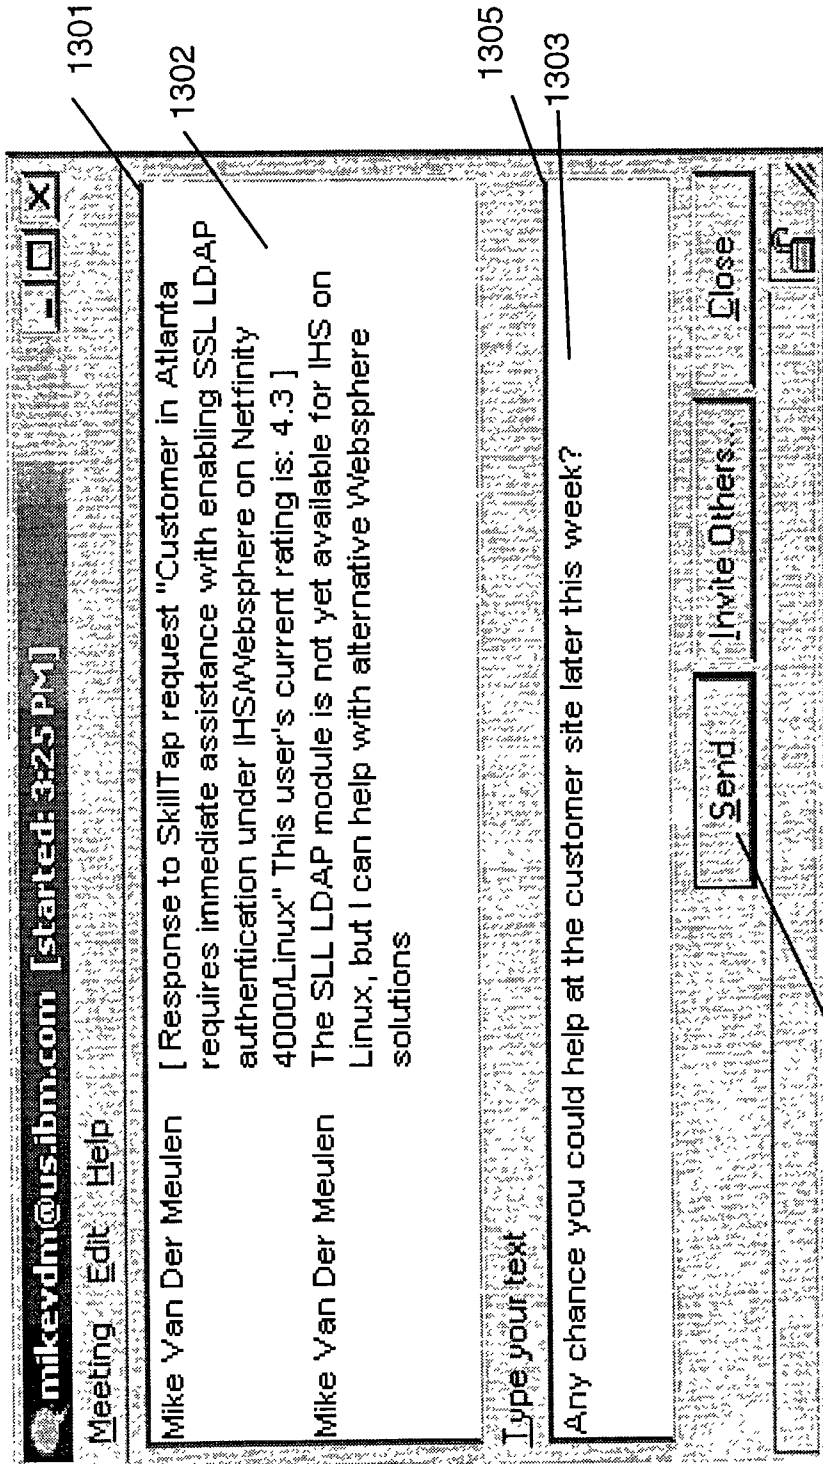 mikevdm@us.ibm.com [started: 3:25 PM]
Meeting Edit Help
Mike Van Der Meulen [ Response to SkillTap request "Customer in Atlanta
requires immediate assistance with enabling SSL LDAP
authentication under IHS/Websphere on Netfinity
4000/Linux" This user's current rating is: 4.3 ]
Mike Van Der Meulen The SLL LDAP module is not yet available for IHS on
Linux, but I can help with alternative Websphere
solutions
Type your text
Any chance you could help at the customer site later this week?
Send Invite Others... Close
1301
1302
1305
1303